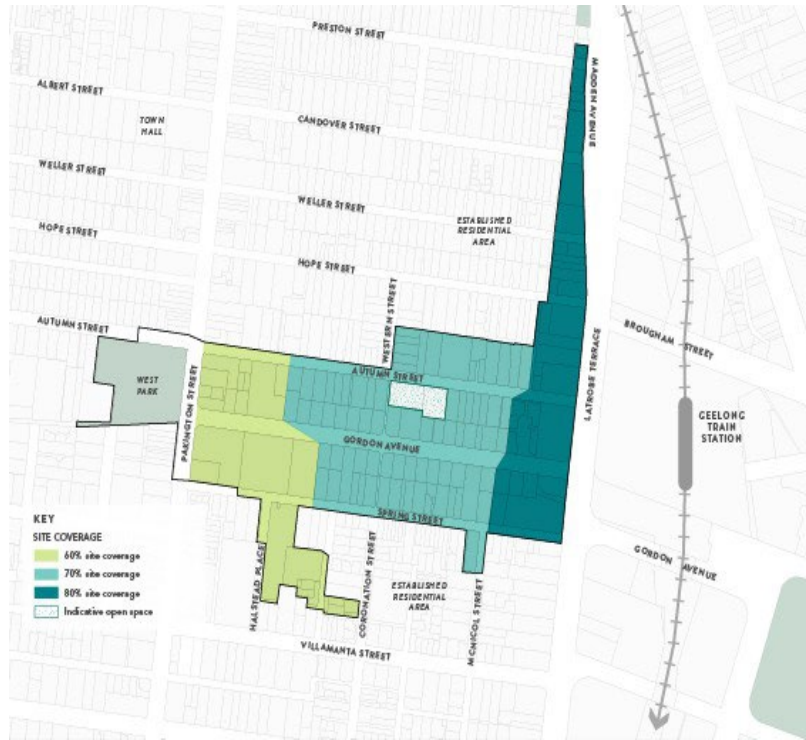 PRESTON STREET
MADDEN AVENUE
ALBERT STREET
TOWN
HALL
CANDOVER STREET
WELLER STREET
WELLER STREET
ESTABLISHED
RESIDENTIAL
AREA
HOPE STREET
HOPE STREET
WESTERN STREET
AUTUMN STREET
BROUGHAM STREET
LATROBE TERRACE
WEST
PARK
PAKINGTON STREET
AUTUMN STREET
GEELONG
TRAIN
STATION
GORDON AVENUE
SPRING STREET
KEY
SITE COVERAGE
60% site coverage
70% site coverage
80% site coverage
Indicative open space
HALSTEAD PLACE
CORONATION STREET
ESTABLISHED
RESIDENTIAL
AREA
MCNICOL STREET
GORDON AVENUE
VILLAMANTA STREET